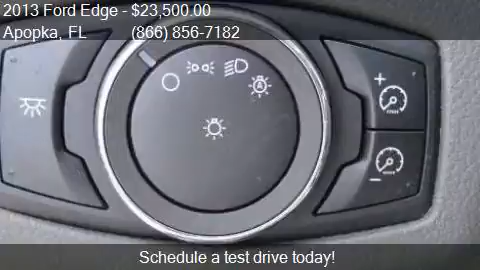 2013 Ford Edge - $23,500.00
Apopka, FL (866) 856-7182
A
Schedule a test drive today!